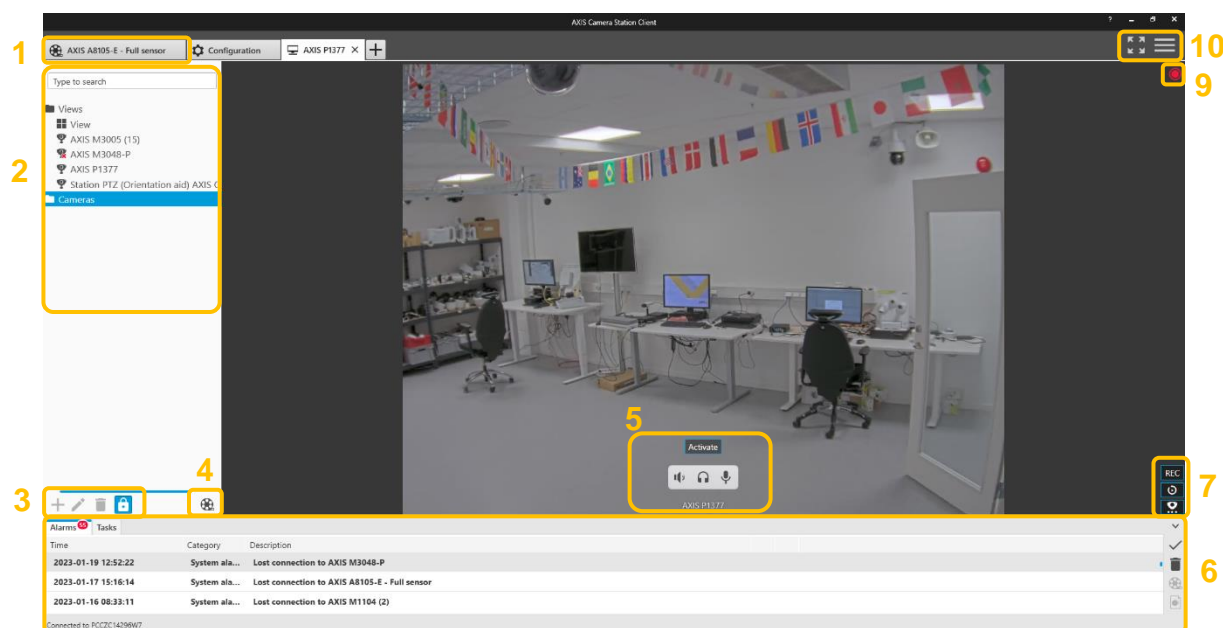 AXIS Camera Station Client
?
1
AXIS A8105-E - Full sensor
Configuration
AXIS P1377
10
9
Type to search
2
Views
View
AXIS M3005 (15)
AXIS M3048-P
AXIS P1377
Station PTZ (Orientation aid) AXIS
Cameras
5
Activate
AXIS P1377
4
3
REC
7
Alarms
Tasks
Time Category Description
2023-01-19 12:52:22 System ala... Lost connection to AXIS M3048-P
2023-01-17 15:16:14 System ala... Lost connection to AXIS A8105-E - Full sensor
2023-01-16 08:33:11 System ala... Lost connection to AXIS M1104 (2)
6
Connected to PCCZC14296W7